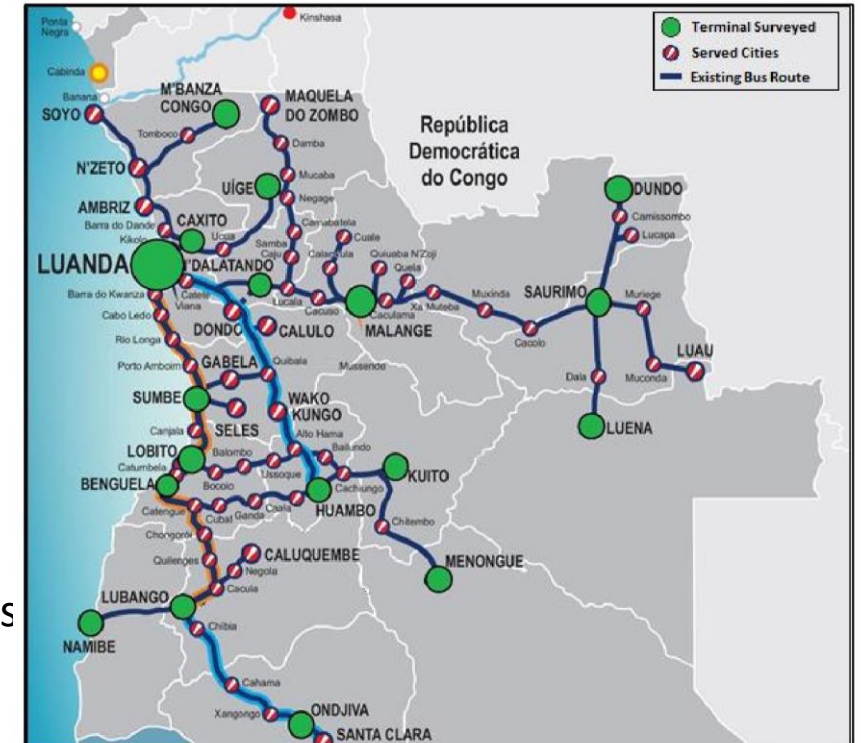 Ponta
Negra
Kinshasa
Terminal Surveyed
Served Cities
Existing Bus Route
Cabinda
Banana
SOYO
M'BANZA
CONGO
MAQUELA
DO ZOMBO
Tomboco
Damba
República
Democrática
do Congo
N'ZETO
Mucaba
UÍGE
Negage
DUNDO
AMBRIZ
CAXITO
Camissombo
Barra do Dande
Ucua
Camabatela
Cuale
Lucapa
Kikolo
Samba
Caju
Calandula
Quiuaba N'Zoji
Quela
LUANDA
N'DALATANDO
Catete
Viana
Lucala
Cacuso
Caculama
Xa Muteba
Muxinda
SAURIMO
Muriege
Barra do Kwanza
Cabo Ledo
DONDO
CALULO
MALANGE
Cacolo
Rio Longa
LUAU
Porto Amboim
GABELA
Quibala
Mussende
Dala
Muconda
SUMBE
WAKO
KUNGO
SELES
Canjala
Alto Hama
LUENA
LOBITO
Balombo
Bailundo
Catumbela
Ussoque
KUITO
BENGUELA
Bocoio
Cachiungo
Catengue
Cubal
Ganda
Caala
HUAMBO
Chongorói
Chitembo
Quilenges
CALUQUEMBE
Negola
MENONGUE
Cacula
LUBANGO
S
Chibia
NAMIBE
Cahama
Xangongo
ONDJIVA
SANTA CLARA